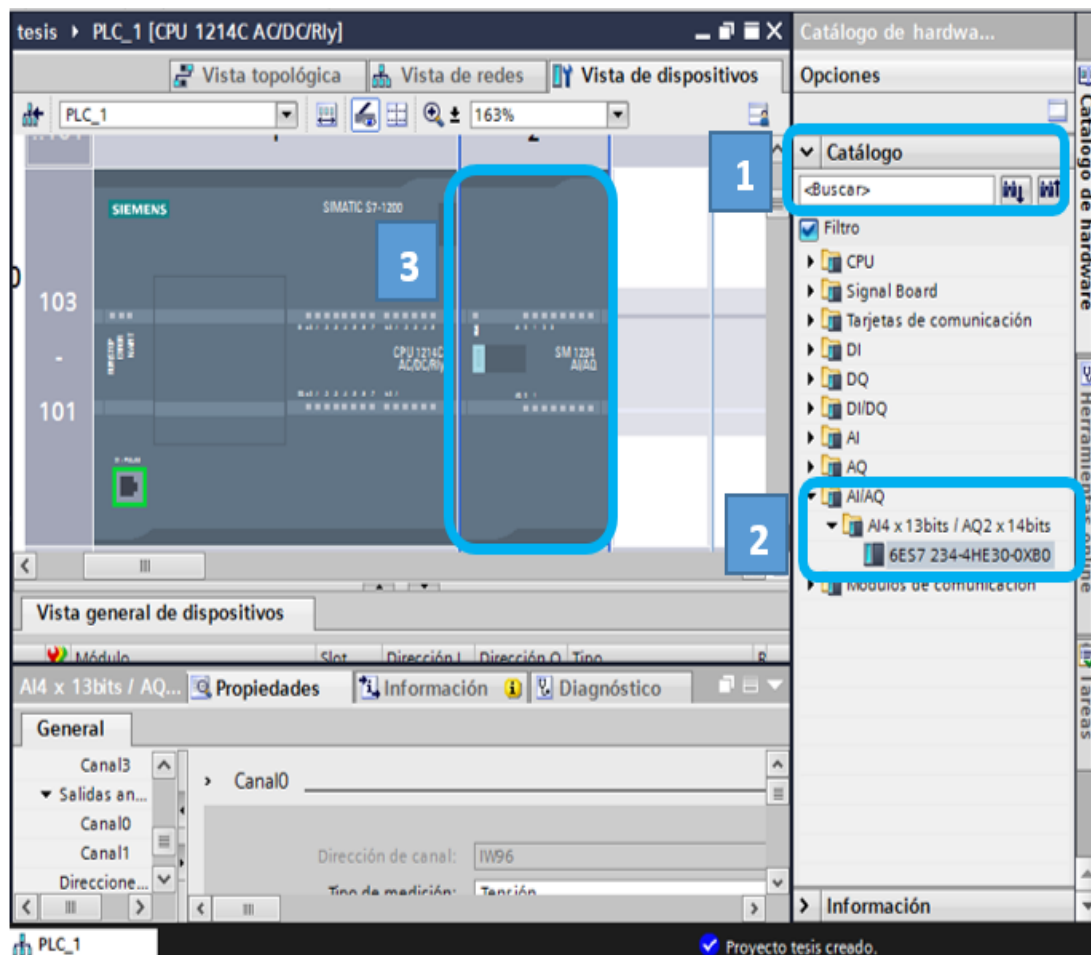 tesis ▸ PLC_1 [CPU 1214C AC/DC/Rly]
Vista topológica
Vista de redes
Vista de dispositivos
PLC_1
163%
2
SIEMENS
SIMATIC S7-1200
3
103
-
101
CPU 1214C
AC/DC/Rly
SM 1234
AI/AQ
Vista general de dispositivos
Módulo
Slot
Dirección I
Dirección Q
Tipo
AI4 x 13bits / AQ...
Propiedades
Información
Diagnóstico
General
Canal3
Salidas an...
Canal0
Canal1
Direccione...
Canal0
Dirección de canal:
IW96
Tipo de medición:
Tensión
PLC_1
Proyecto tesis creado.
Catálogo de hardwa...
Opciones
1
Catálogo
<Buscar>
Filtro
CPU
Signal Board
Tarjetas de comunicación
DI
DQ
DI/DQ
AI
AQ
AI/AQ
2
AI4 x 13bits / AQ2 x 14bits
6ES7 234-4HE30-0XB0
Módulos de comunicación
Información
Catálogo de hardware
Herramientas online
Tareas